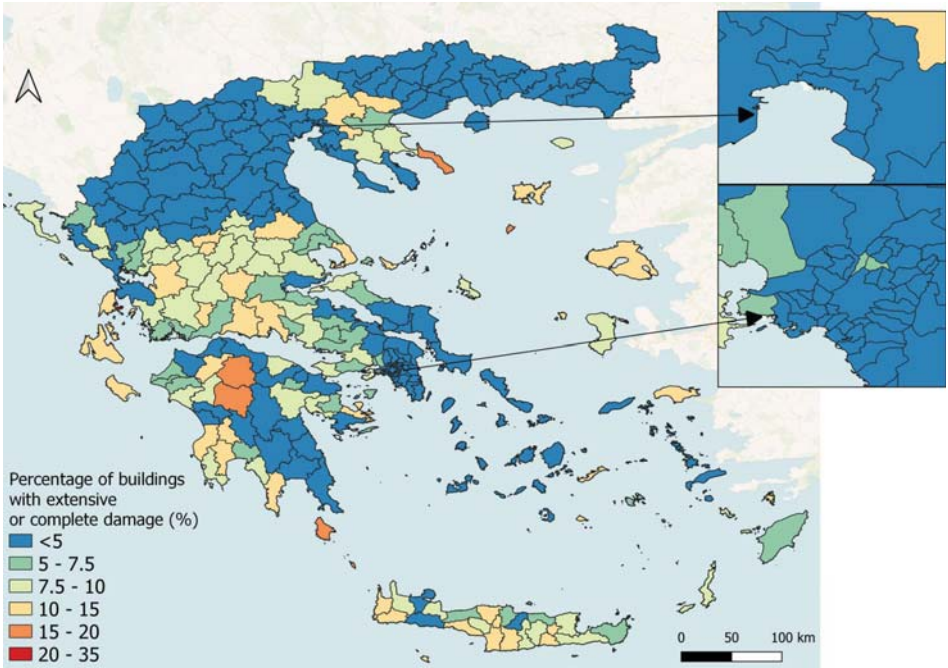 Percentage of buildings
with extensive
or complete damage (%)
<5
5 - 7.5
7.5 - 10
10 - 15
15 - 20
20 - 35
0 50 100 km